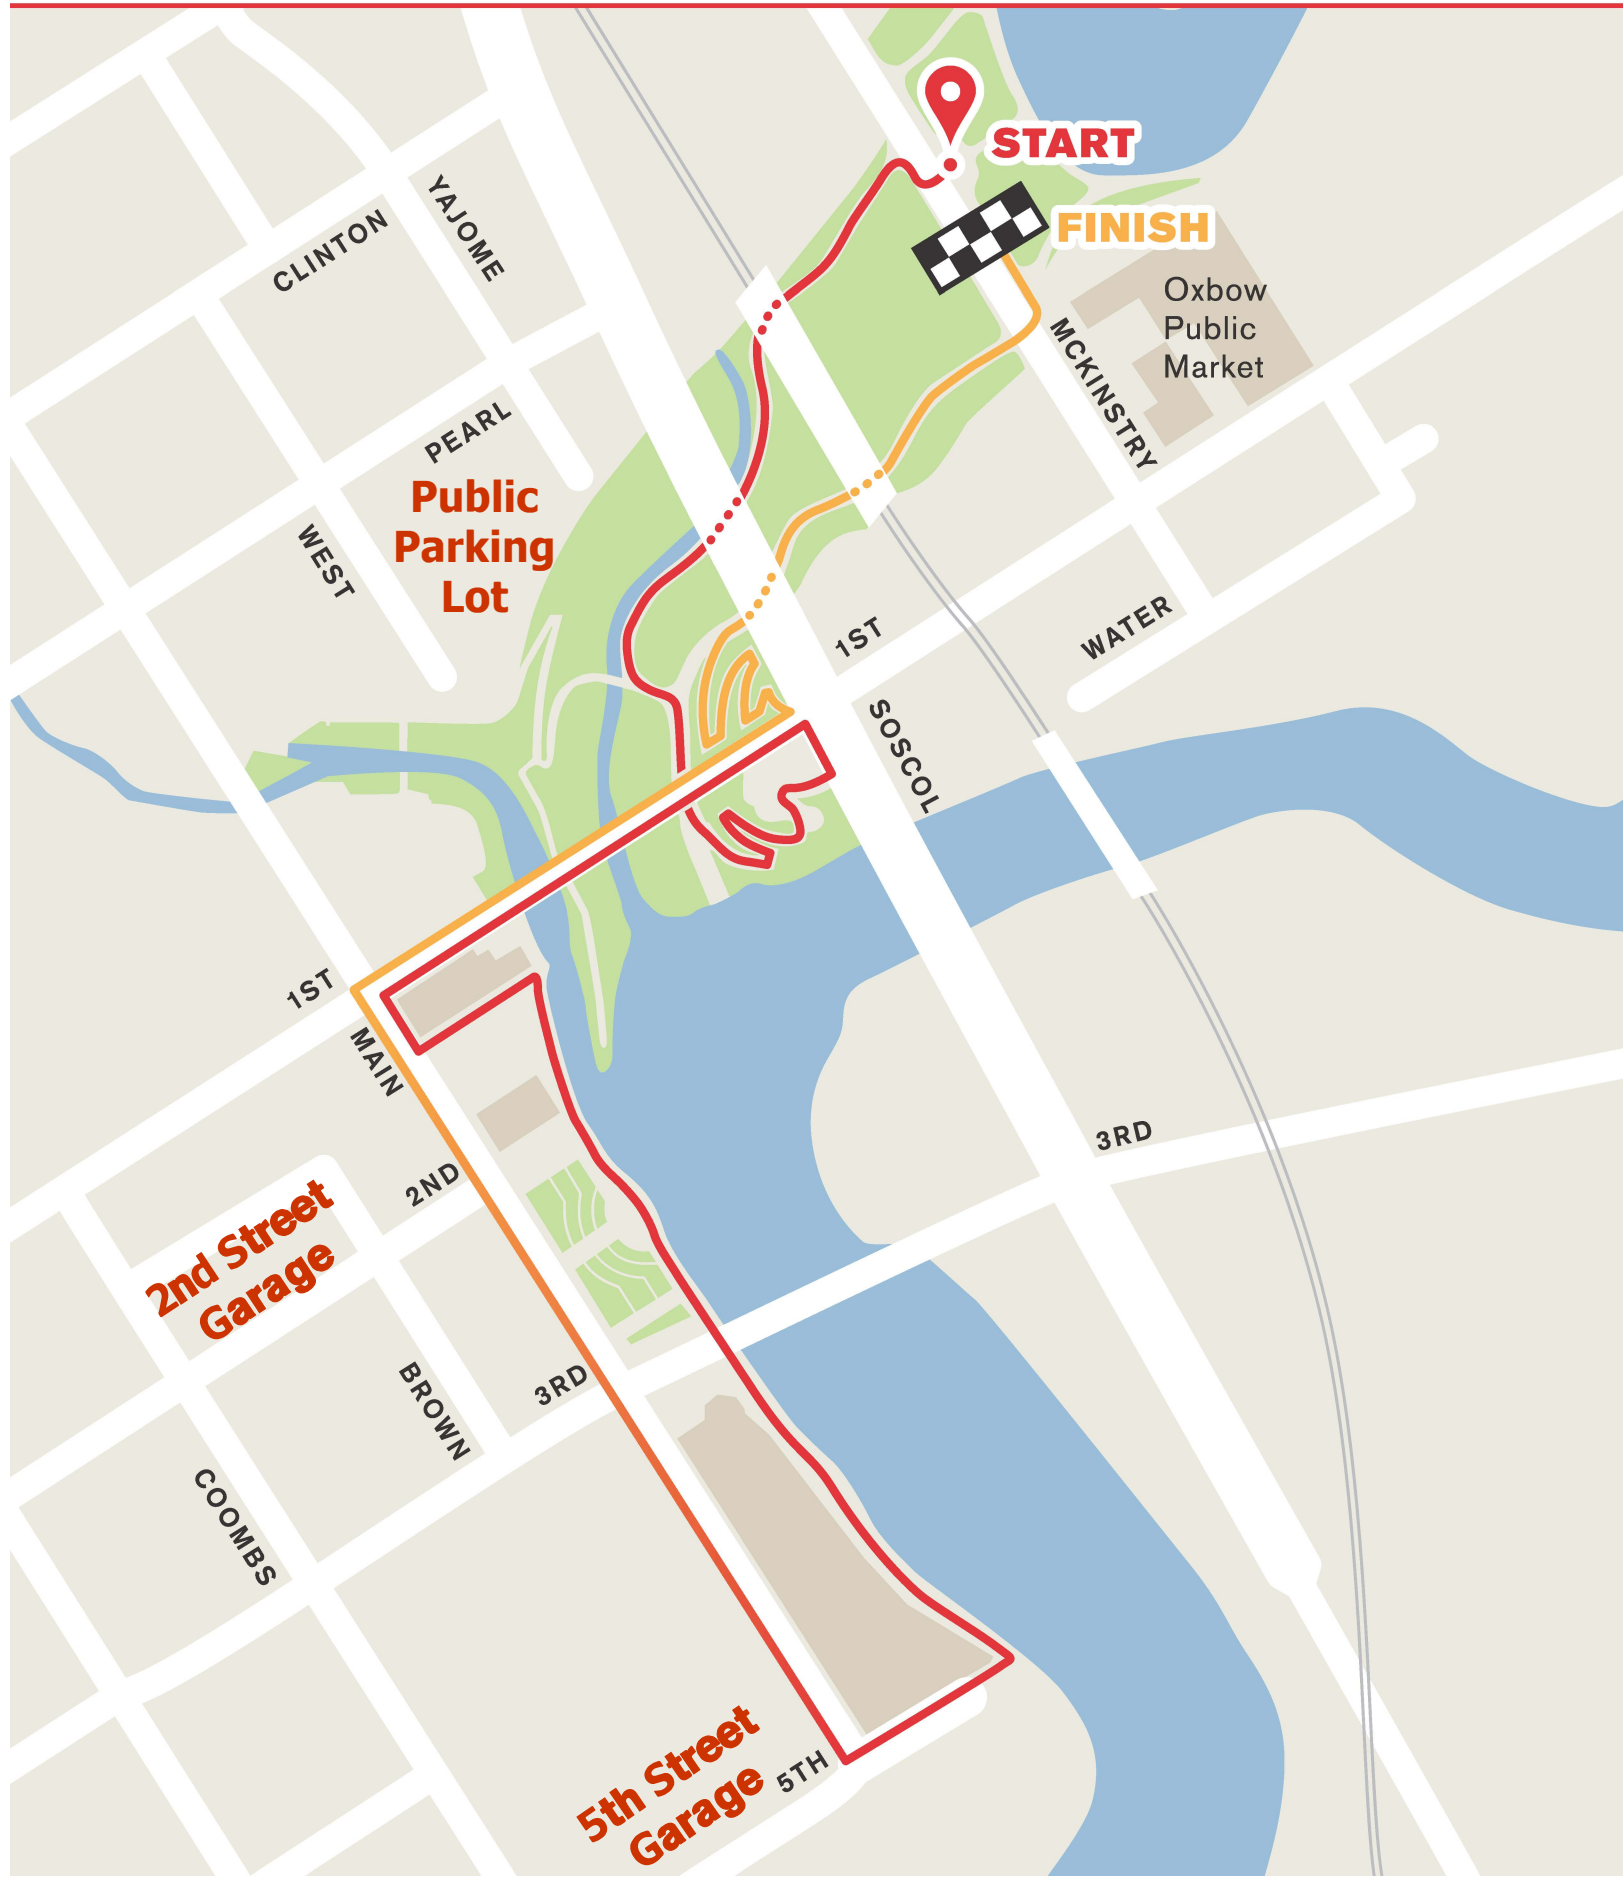 START
FINISH
YAJOME
CLINTON
Oxbow
Public
Market
MCKINSTRY
PEARL
Public
Parking
Lot
WEST
1ST
WATER
SOSCOL
1ST
MAIN
3RD
2ND
2nd Street
Garage
3RD
BROWN
COOMBS
5th Street
Garage
5TH